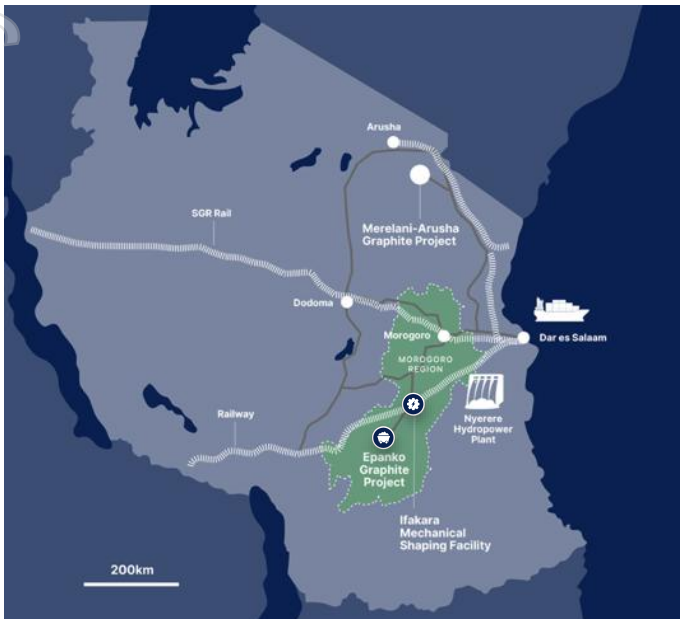 Arusha
Merelani-Arusha
Graphite Project
SGR Rail
Dodoma
Morogoro
Dar es Salaam
MOROGORO
REGION
Nyerere
Hydropower
Plant
Railway
Epanko
Graphite
Project
Ifakara
Mechanical
Shaping Facility
200km